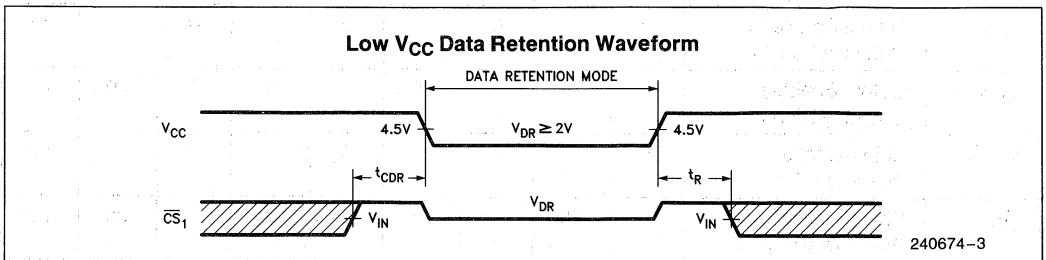 Low VCC Data Retention Waveform
DATA RETENTION MODE
VCC
4.5V
VDR ≥ 2V
4.5V
tCDR
tR
CS1
VIN
VDR
VIN
240674-3